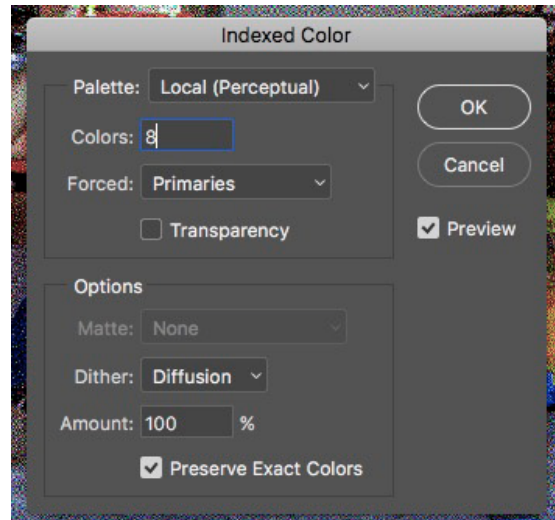 Indexed Color
Palette: Local (Perceptual)
OK
Colors: 8
Cancel
Forced: Primaries
Transparency
Preview
Options
Matte: None
Dither: Diffusion
Amount: 100 %
Preserve Exact Colors